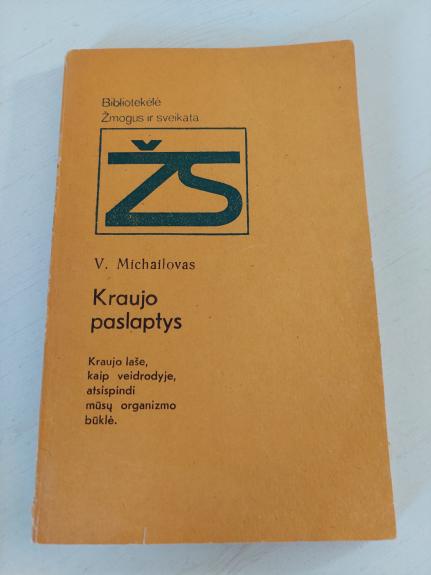 Bibliotekėlė
Žmogus ir sveikata
ŽS
V. Michailovas
Kraujo
paslaptys
Kraujo laše,
kaip veidrodyje,
atsispindi
mūsų organizmo
būklė.